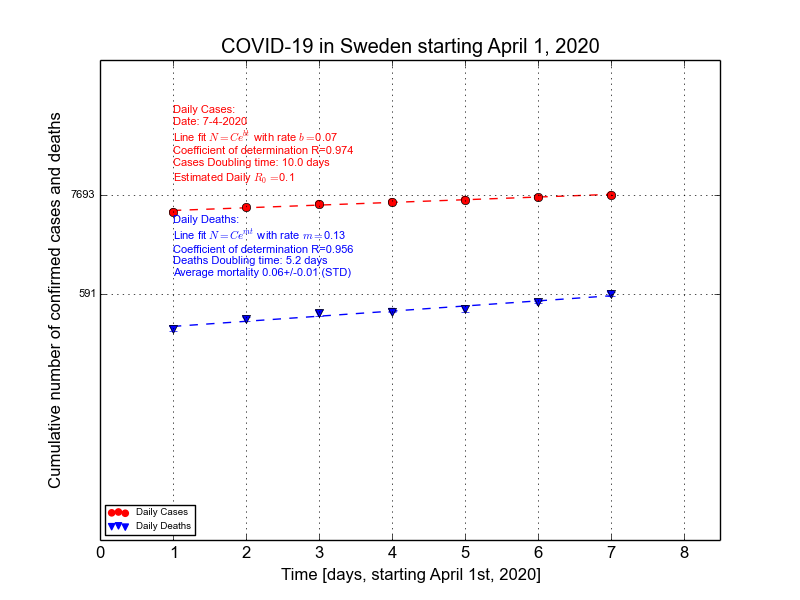 COVID-19 in Sweden starting April 1, 2020
Cumulative number of confirmed cases and deaths
Daily Cases:
Date: 7-4-2020
Line fit N=Ce^{bt} with rate b=0.07
Coefficient of determination R=0.974
Cases Doubling time: 10.0 days
Estimated Daily R_0=0.1
7693
Daily Deaths:
Line fit N=Ce^{mt} with rate m=0.13
Coefficient of determination R=0.956
Deaths Doubling time: 5.2 days
Average mortality 0.06+/-0.01 (STD)
591
Daily Cases
Daily Deaths
0 1 2 3 4 5 6 7 8
Time [days, starting April 1st, 2020]